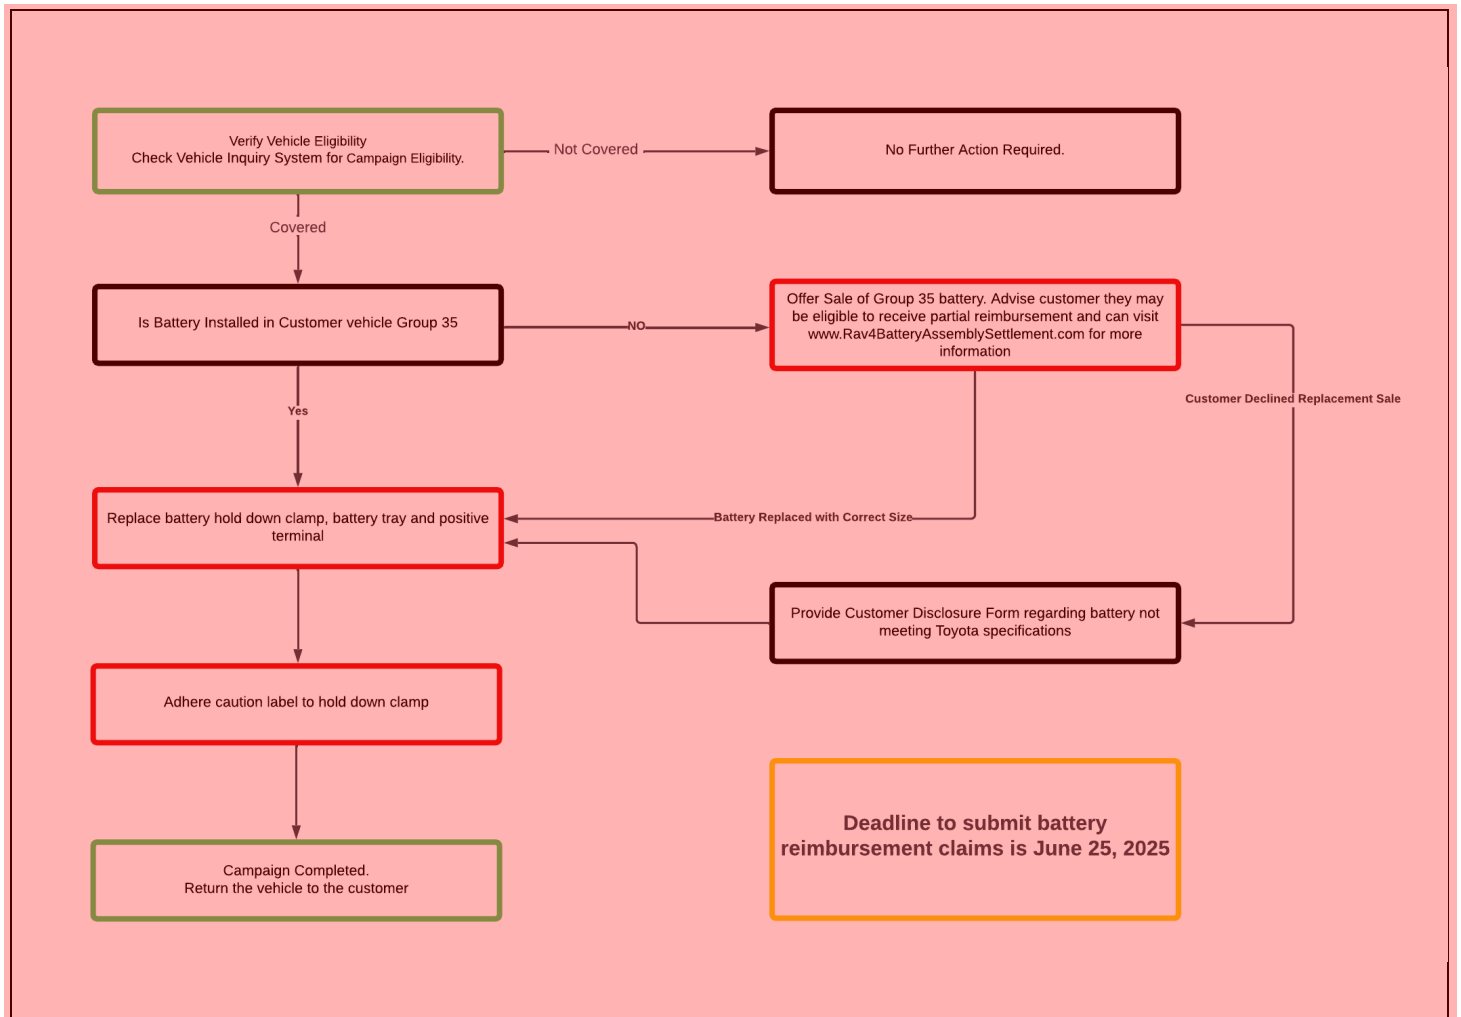 Verify Vehicle Eligibility
Check Vehicle Inquiry System for Campaign Eligibility.
Not Covered
No Further Action Required.
Covered
Is Battery Installed in Customer vehicle Group 35
NO
Offer Sale of Group 35 battery. Advise customer they may
be eligible to receive partial reimbursement and can visit
www.Rav4BatteryAssemblySettlement.com for more
information
Customer Declined Replacement Sale
Yes
Replace battery hold down clamp, battery tray and positive
terminal
Battery Replaced with Correct Size
Provide Customer Disclosure Form regarding battery not
meeting Toyota specifications
Adhere caution label to hold down clamp
Deadline to submit battery
reimbursement claims is June 25, 2025
Campaign Completed.
Return the vehicle to the customer